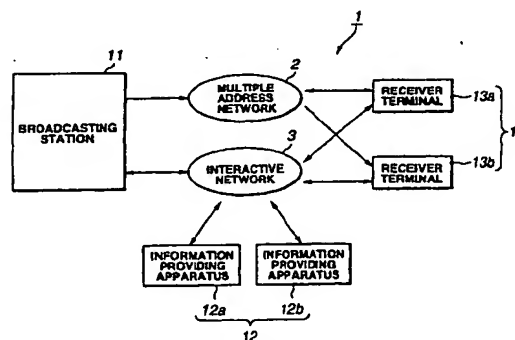 1
11
BROADCASTING
STATION
2
MULTIPLE
ADDRESS
NETWORK
3
INTERACTIVE
NETWORK
RECEIVER
TERMINAL
13a
RECEIVER
TERMINAL
13b
1
INFORMATION
PROVIDING
APPARATUS
INFORMATION
PROVIDING
APPARATUS
12a
12b
12